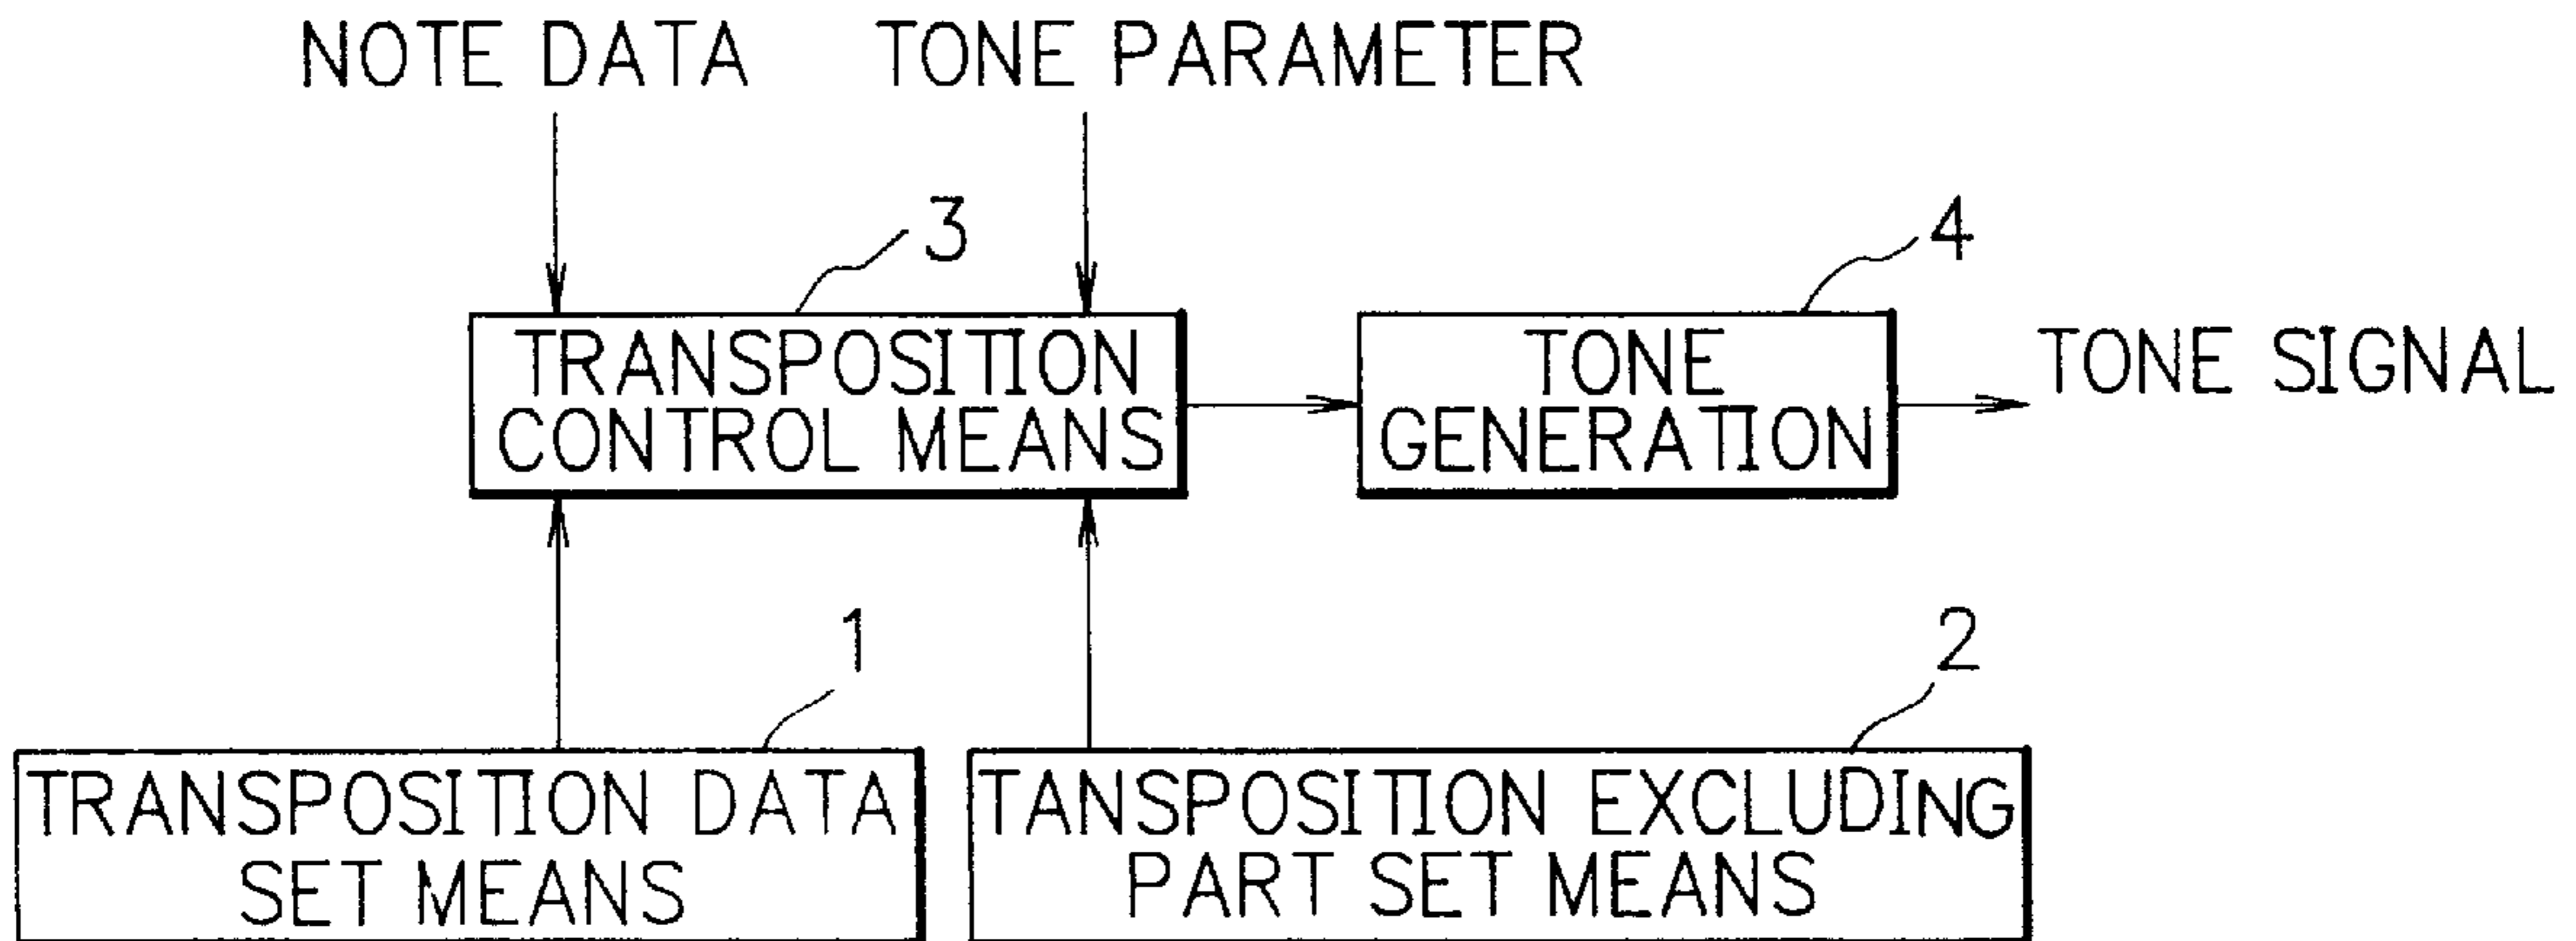 NOTE DATA
TONE PARAMETER
3
4
TRANSPOSITION
CONTROL MEANS
TONE
GENERATION
TONE SIGNAL
1
2
TRANSPOSITION DATA
SET MEANS
TANSPOSITION EXCLUDING
PART SET MEANS